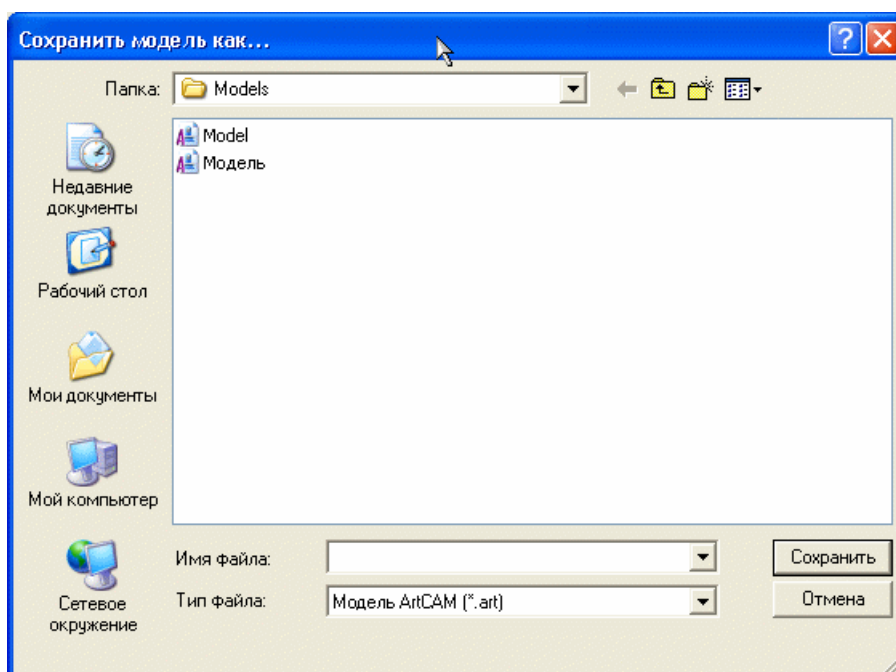 Сохранить модель как...
Папка:
Models
Model
Модель
Недавние
документы
Рабочий стол
Мои документы
Мой компьютер
Сетевое
окружение
Имя файла:
Сохранить
Тип файла:
Модель ArtCAM (*.art)
Отмена